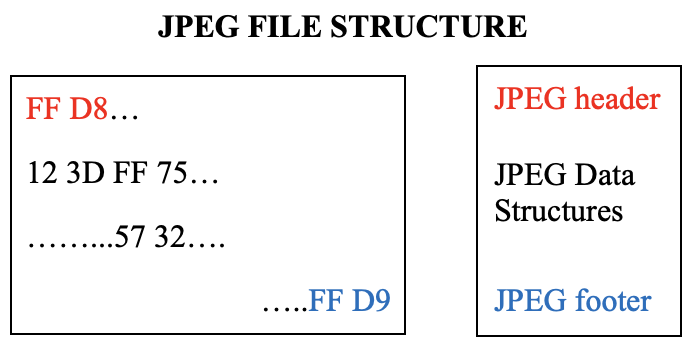 JPEG FILE STRUCTURE
FF D8…
12 3D FF 75…
……...57 32….
…..FF D9
JPEG header
JPEG Data
Structures
JPEG footer